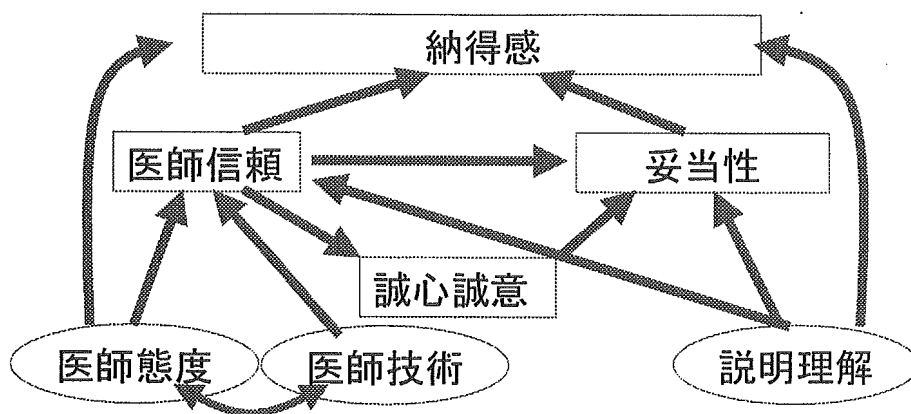 納得感
医師信頼
妥当性
誠心誠意
医師態度
医師技術
説明理解